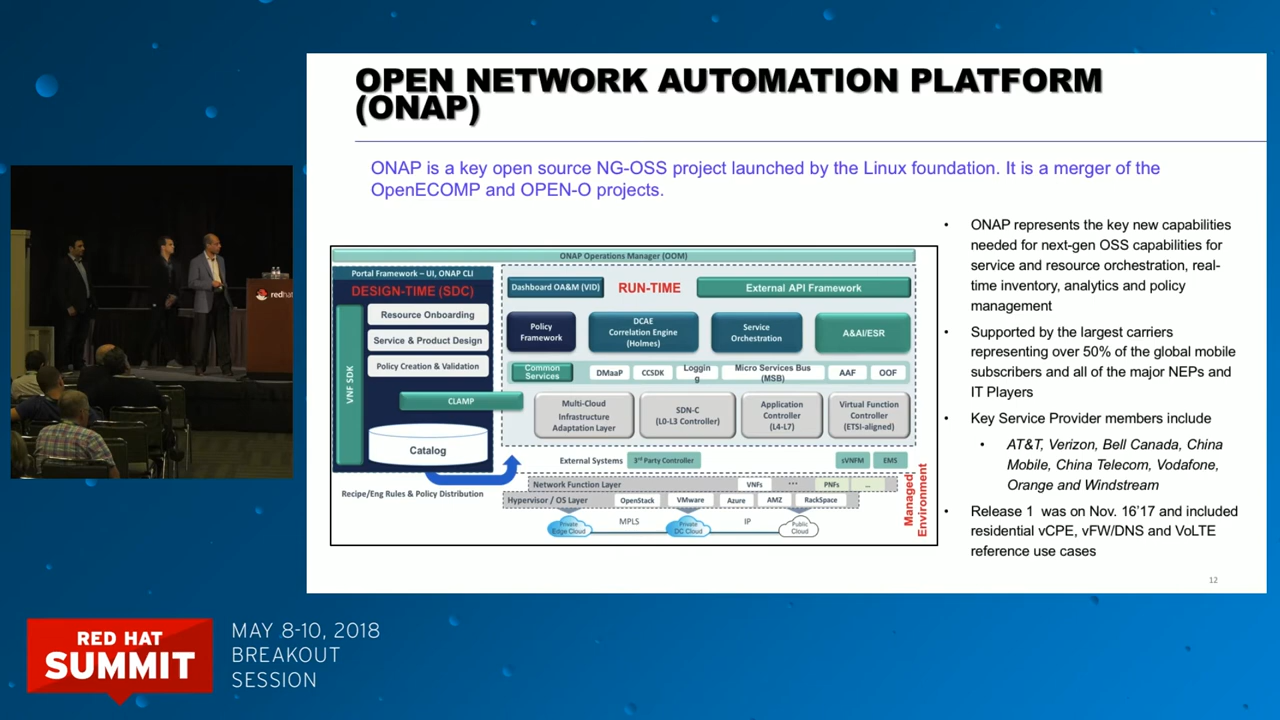 OPEN NETWORK AUTOMATION PLATFORM
(ONAP)
ONAP is a key open source NG-OSS project launched by the Linux foundation. It is a merger of the
OpenECOMP and OPEN-O projects.
ONAP Operations Manager (OOM)
Portal Framework – UI, ONAP CLI
DESIGN-TIME (SDC)
VNF SDK
Resource Onboarding
Service & Product Design
Policy Creation & Validation
CLAMP
Catalog
Recipe/Eng Rules & Policy Distribution
Dashboard OA&M (VID)
RUN-TIME
External API Framework
Policy
Framework
DCAE
Correlation Engine
(Holmes)
Service
Orchestration
A&AI/ESR
Common
Services
DMaaP
CCSDK
Loggin
g
Micro Services Bus
(MSB)
AAF
OOF
Multi-Cloud
Infrastructure
Adaptation Layer
SDN-C
(L0-L3 Controller)
Application
Controller
(L4-L7)
Virtual Function
Controller
(ETSI-aligned)
External Systems
3rd Party Controller
sVNFM
EMS
Network Function Layer
VNFs
...
PNFs
...
Hypervisor / OS Layer
OpenStack
VMware
Azure
AMZ
RackSpace
Private
Edge Cloud
MPLS
Private
DC Cloud
IP
Public
Cloud
Managed
Environment
• ONAP represents the key new capabilities
needed for next-gen OSS capabilities for
service and resource orchestration, real-
time inventory, analytics and policy
management
• Supported by the largest carriers
representing over 50% of the global mobile
subscribers and all of the major NEPs and
IT Players
• Key Service Provider members include
• AT&T, Verizon, Bell Canada, China
Mobile, China Telecom, Vodafone,
Orange and Windstream
• Release 1 was on Nov. 16'17 and included
residential vCPE, vFW/DNS and VoLTE
reference use cases
12
redhat
RED HAT
SUMMIT
MAY 8-10, 2018
BREAKOUT
SESSION